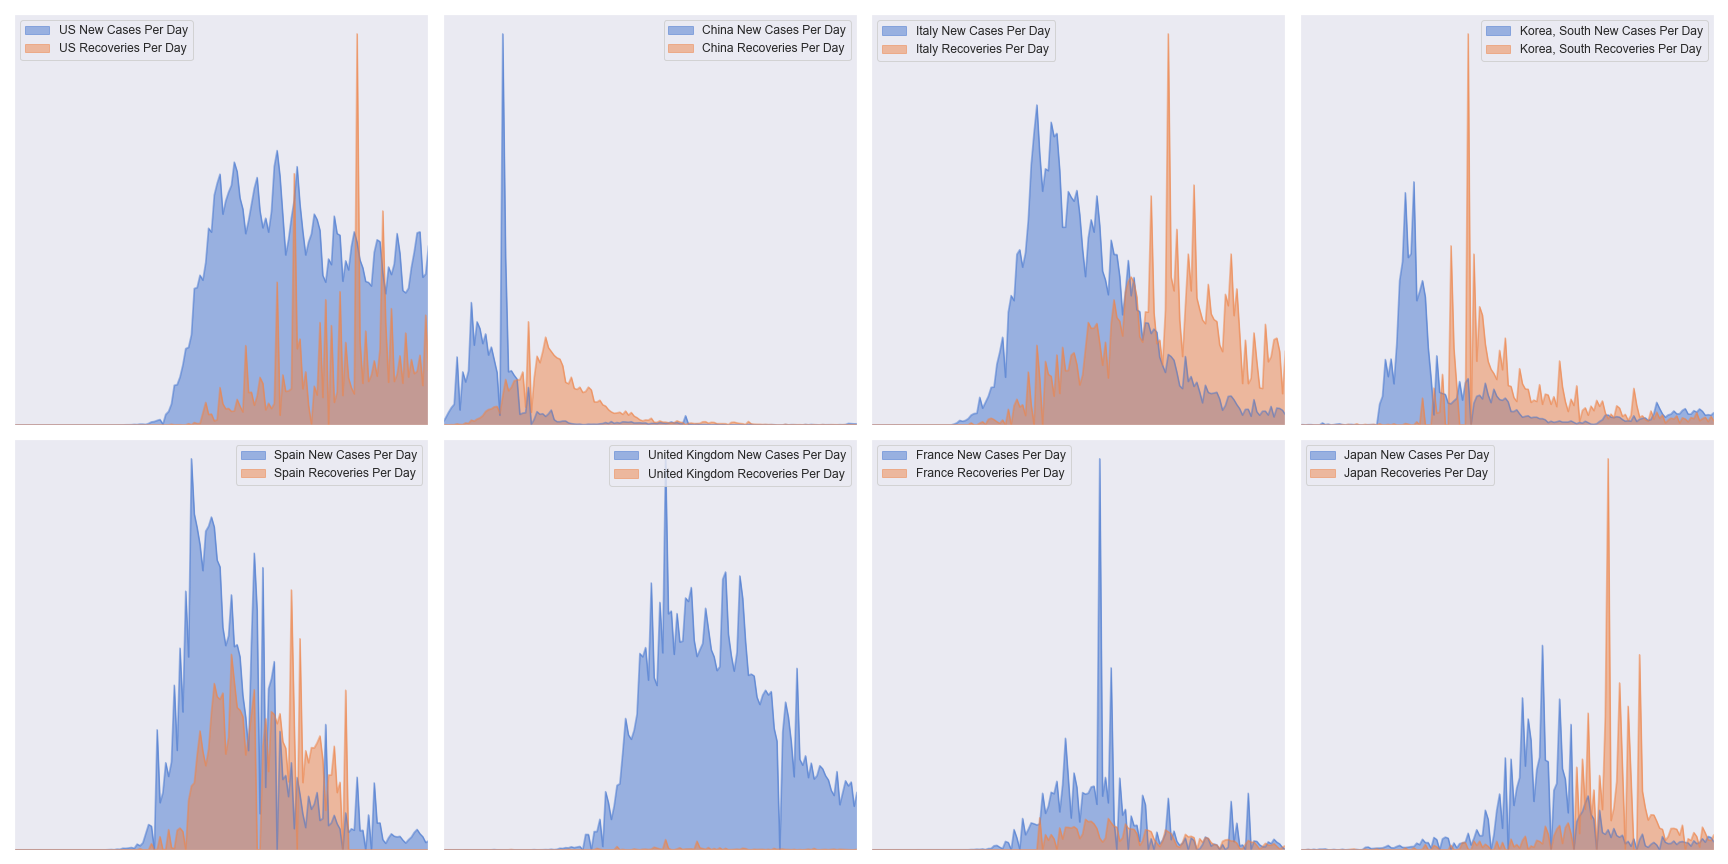 US New Cases Per Day
US Recoveries Per Day
China New Cases Per Day
China Recoveries Per Day
Italy New Cases Per Day
Italy Recoveries Per Day
Korea, South New Cases Per Day
Korea, South Recoveries Per Day
Spain New Cases Per Day
Spain Recoveries Per Day
United Kingdom New Cases Per Day
United Kingdom Recoveries Per Day
France New Cases Per Day
France Recoveries Per Day
Japan New Cases Per Day
Japan Recoveries Per Day